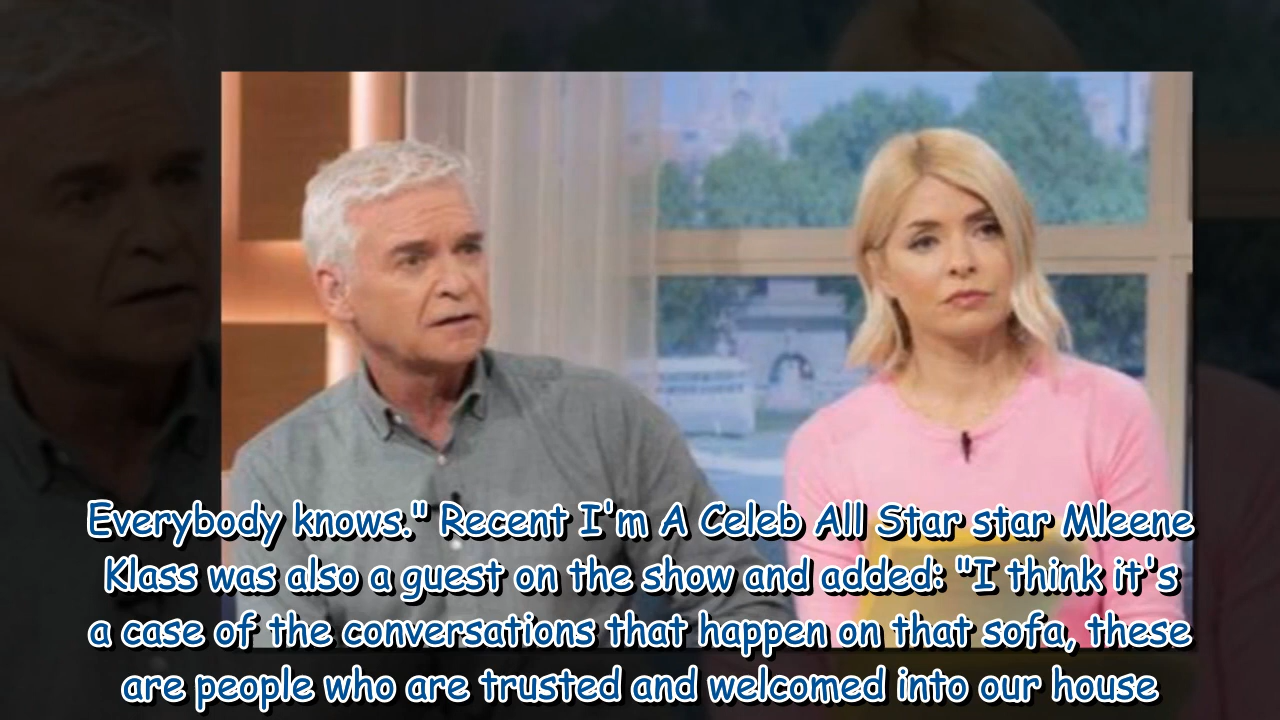 Everybody knows." Recent I'm A Celeb All Star star Mleene
Klass was also a guest on the show and added: "I think it's
a case of the conversations that happen on that sofa, these
are people who are trusted and welcomed into our house